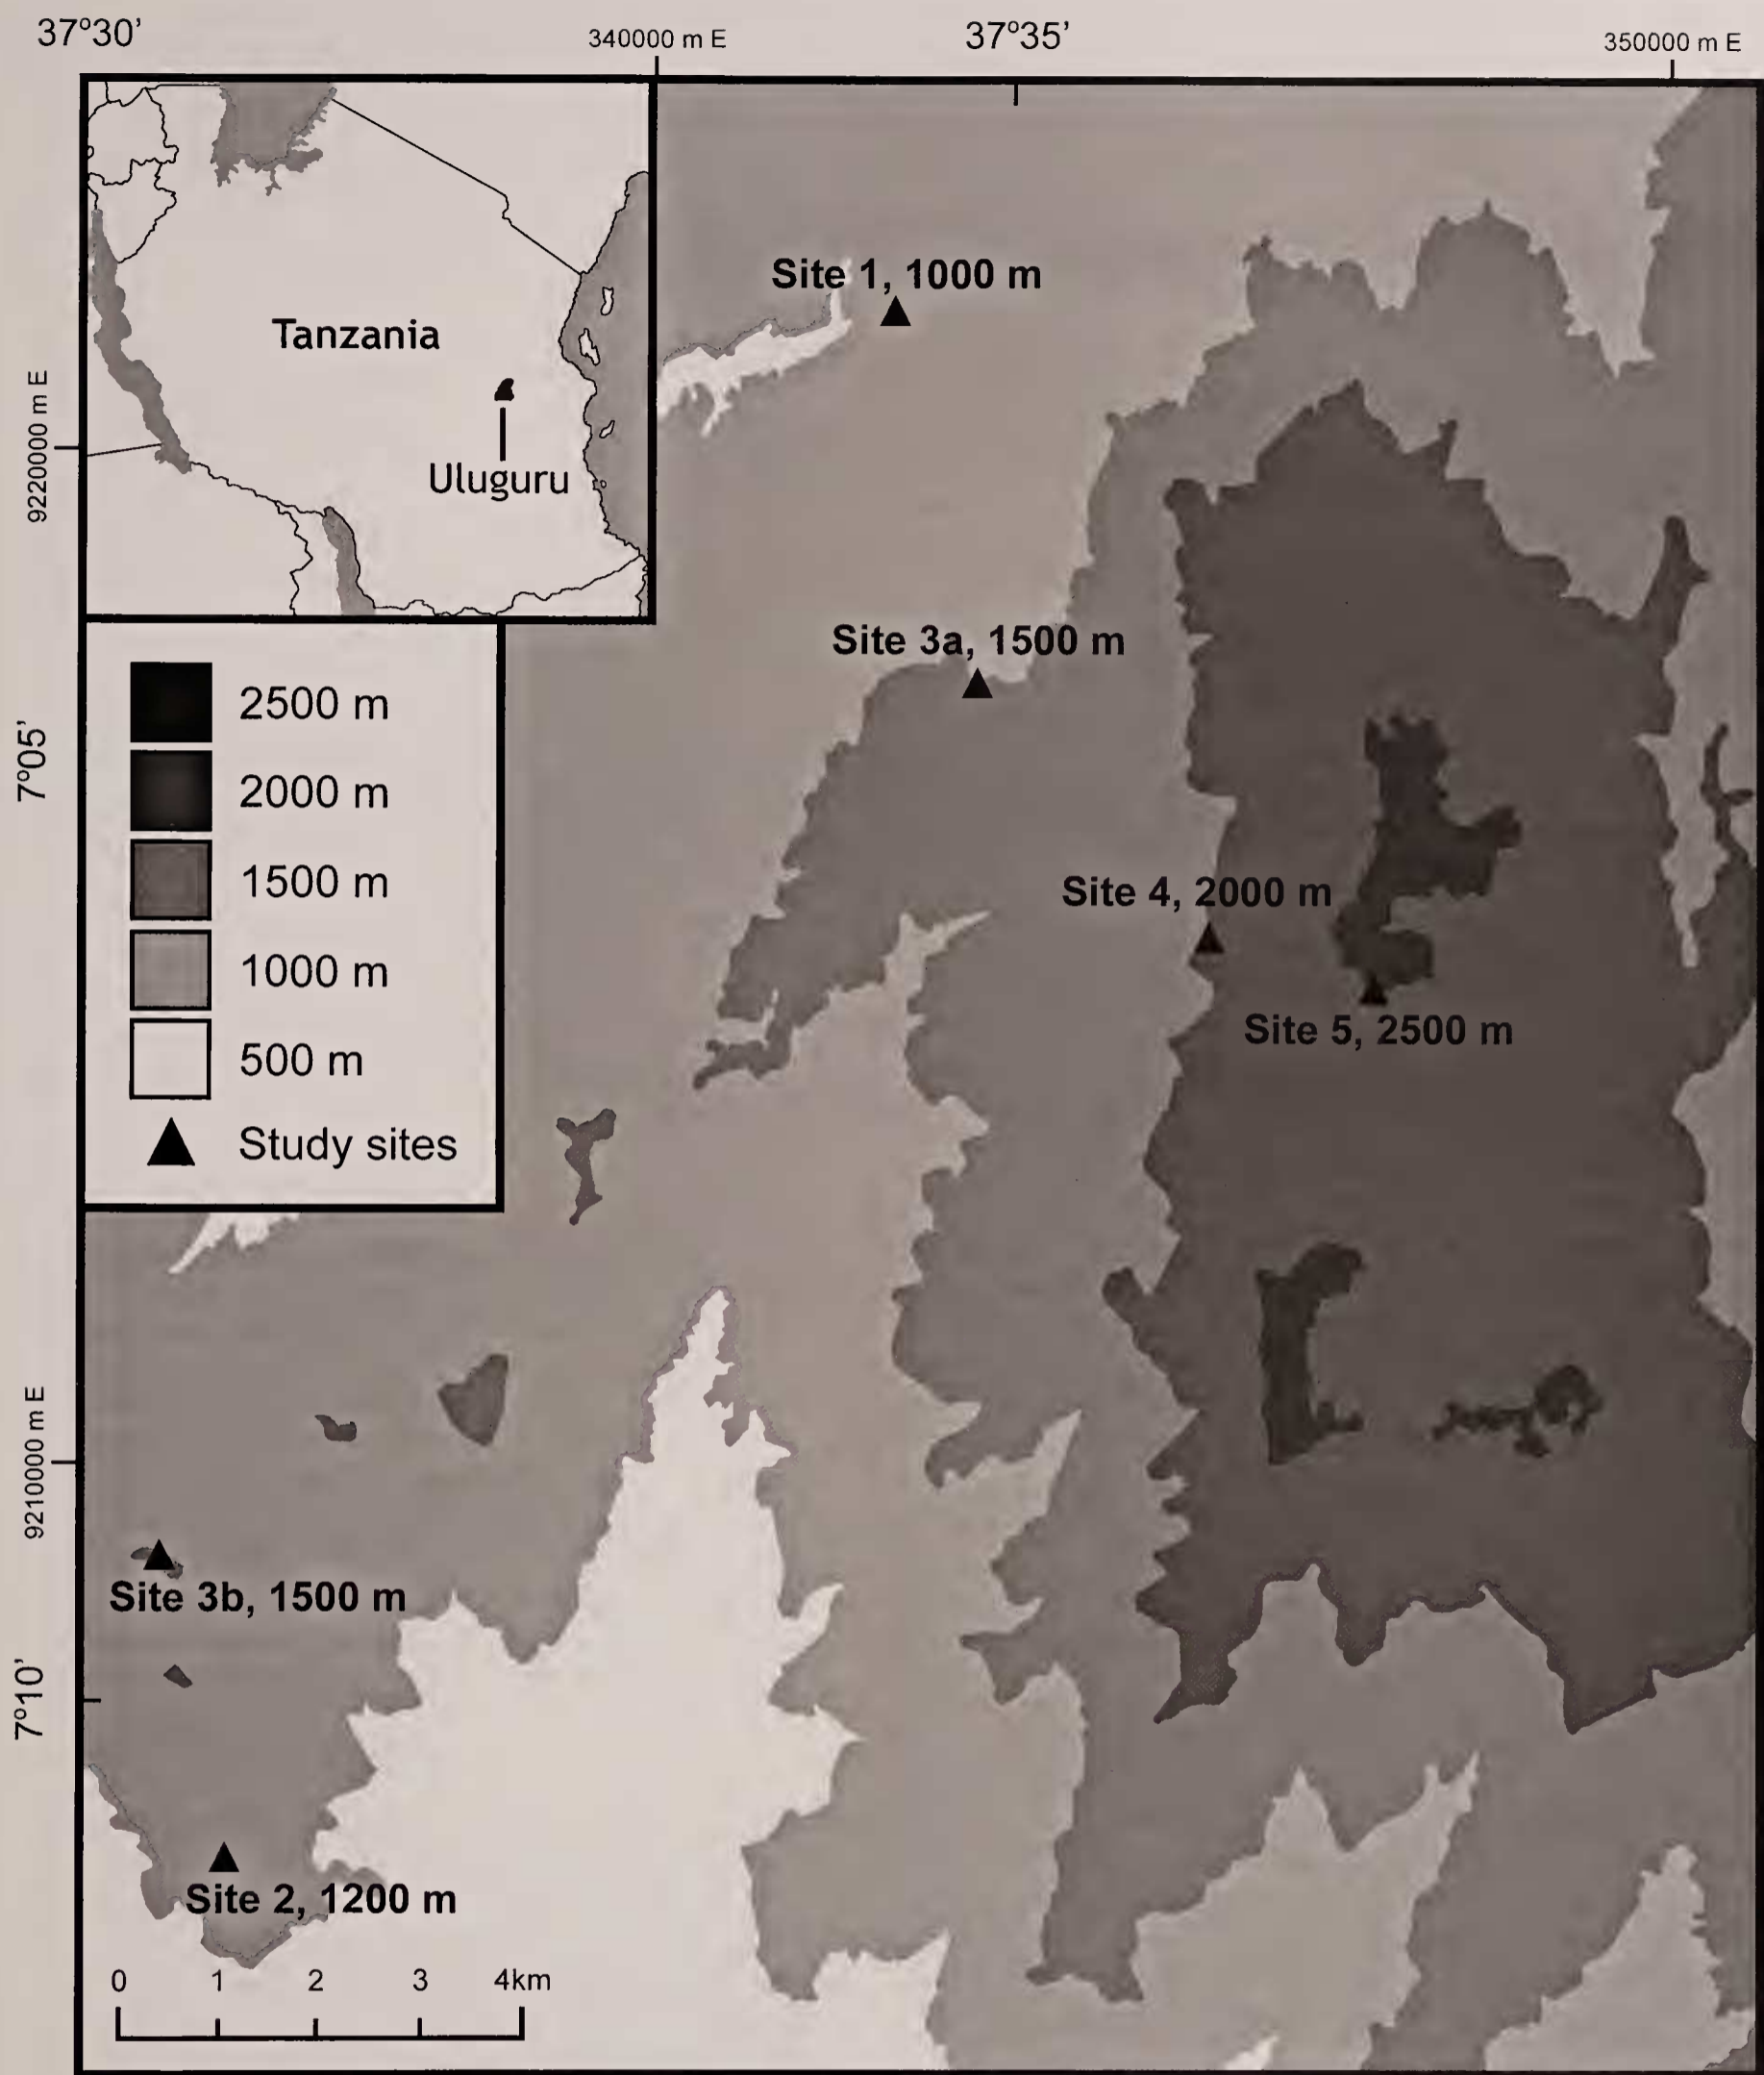 37°30’
340000 m E
37°35’
350000 m E
Site 1, 1000 m
Tanzania
Uluguru
9220000 m E
Site 3a, 1500 m
2500 m
2000 m
1500 m
1000 m
500 m
Study sites
7°05’
Site 4, 2000 m
Site 5, 2500 m
9210000 m E
Site 3b, 1500 m
7°10’
Site 2, 1200 m
0 1 2 3 4km